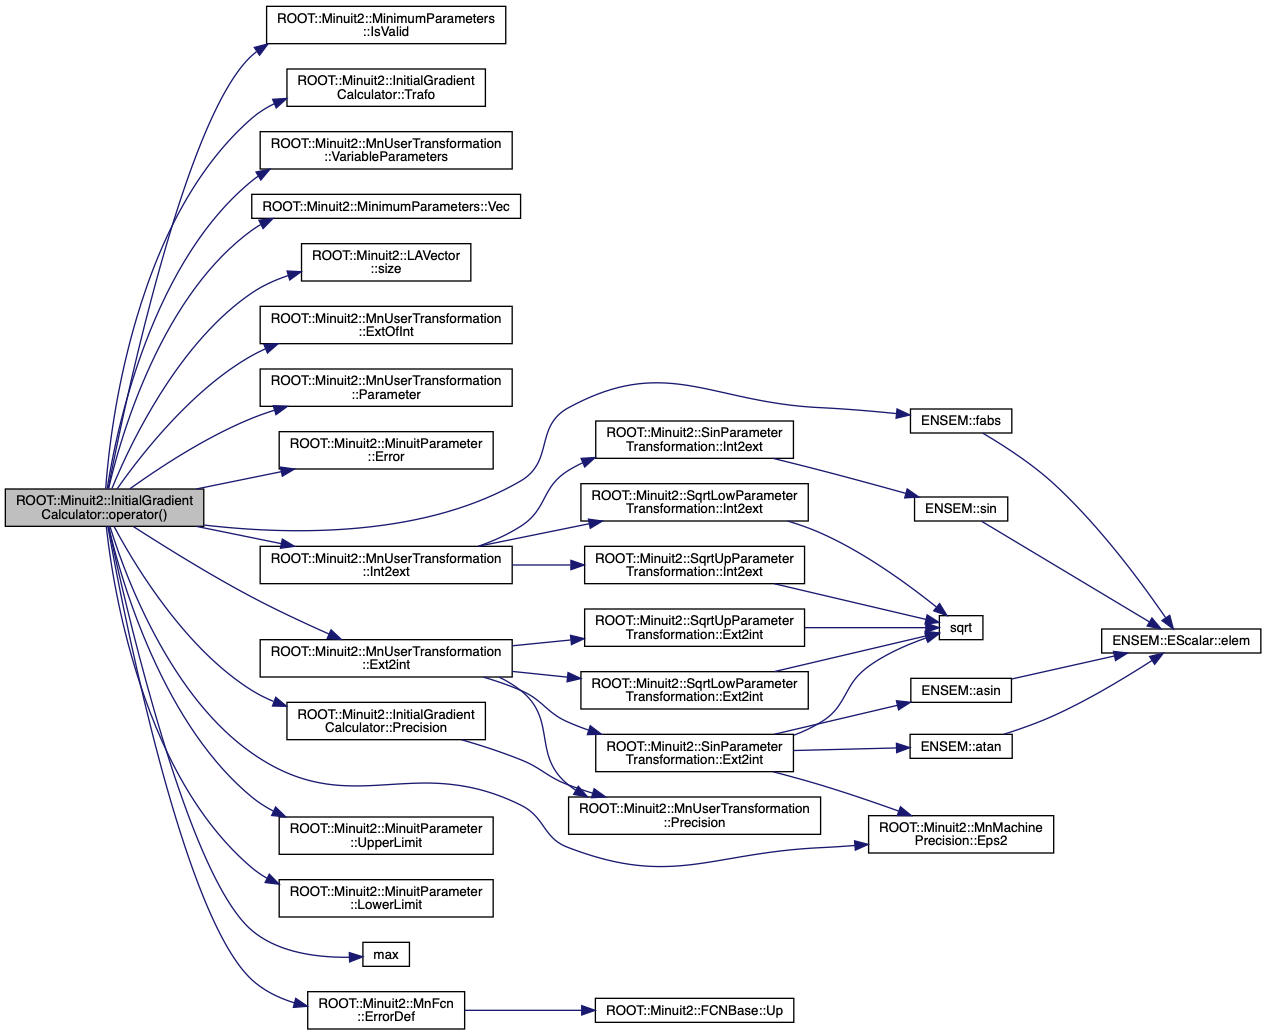 ROOT::Minuit2::MinimumParameters
::IsValid
ROOT::Minuit2::InitialGradient
Calculator::Trafo
ROOT::Minuit2::MnUserTransformation
::VariableParameters
ROOT::Minuit2::MinimumParameters::Vec
ROOT::Minuit2::LAVector
::size
ROOT::Minuit2::MnUserTransformation
::ExtOfInt
ROOT::Minuit2::MnUserTransformation
::Parameter
ROOT::Minuit2::MinuitParameter
::Error
ROOT::Minuit2::InitialGradient
Calculator::operator()
ROOT::Minuit2::MnUserTransformation
::Int2ext
ROOT::Minuit2::MnUserTransformation
::Ext2int
ROOT::Minuit2::InitialGradient
Calculator::Precision
ROOT::Minuit2::MinuitParameter
::UpperLimit
ROOT::Minuit2::MinuitParameter
::LowerLimit
max
ROOT::Minuit2::MnFcn
::ErrorDef
ROOT::Minuit2::SinParameter
Transformation::Int2ext
ROOT::Minuit2::SqrtLowParameter
Transformation::Int2ext
ROOT::Minuit2::SqrtUpParameter
Transformation::Int2ext
ROOT::Minuit2::SqrtUpParameter
Transformation::Ext2int
ROOT::Minuit2::SqrtLowParameter
Transformation::Ext2int
ROOT::Minuit2::SinParameter
Transformation::Ext2int
ROOT::Minuit2::MnUserTransformation
::Precision
ROOT::Minuit2::FCNBase::Up
ENSEM::fabs
ENSEM::sin
sqrt
ENSEM::asin
ENSEM::atan
ROOT::Minuit2::MnMachine
Precision::Eps2
ENSEM::EScalar::elem